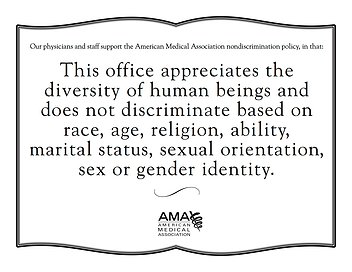 Our physicians and staff support the American Medical Association nondiscrimination policy, in that:
This office appreciates the
diversity of human beings and
does not discriminate based on
race, age, religion, ability,
marital status, sexual orientation,
sex or gender identity.
AMA
AMERICAN
MEDICAL
ASSOCIATION